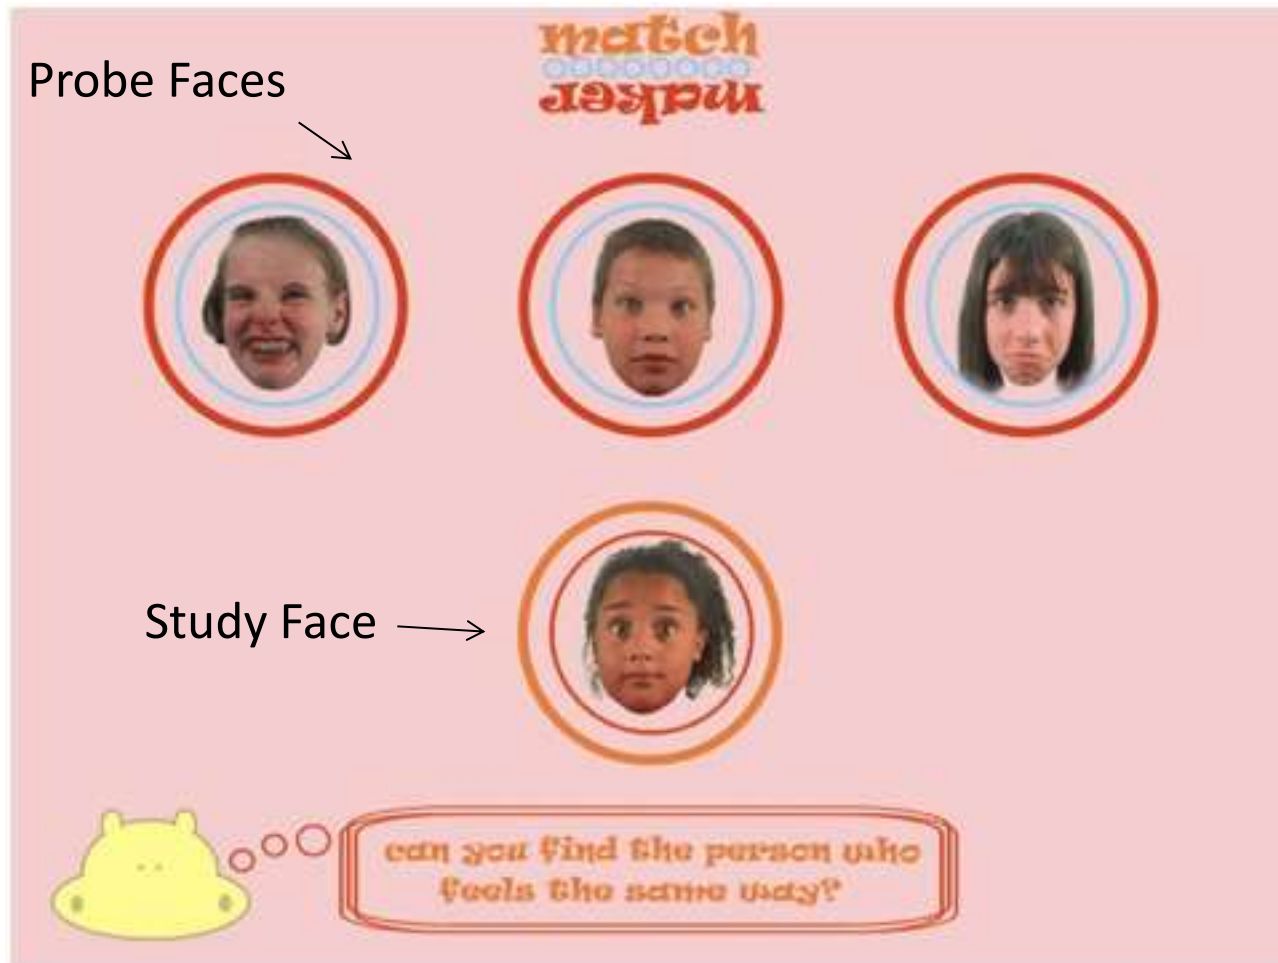 match
maker
Probe Faces
Study Face
can you find the person who
feels the same way?